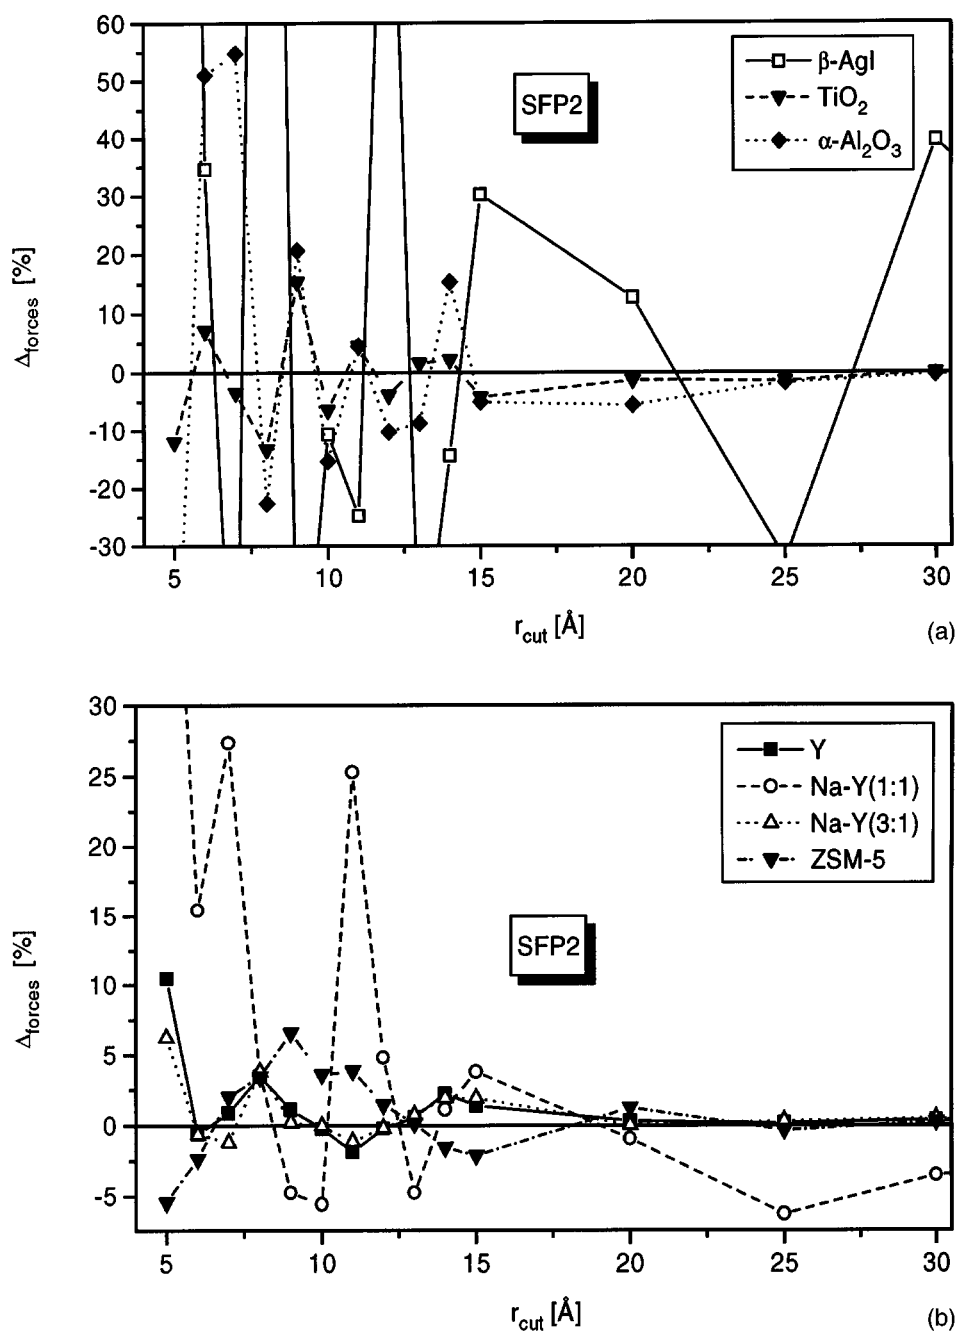 60
50
40
30
20
10
0
-10
-20
-30
Δforces [%]
SFP2
β-AgI
TiO2
α-Al2O3
5 10 15 20 25 30
rcut [Å]
(a)
30
25
20
15
10
5
0
-5
Δforces [%]
Y
Na-Y(1:1)
Na-Y(3:1)
ZSM-5
SFP2
5 10 15 20 25 30
rcut [Å]
(b)